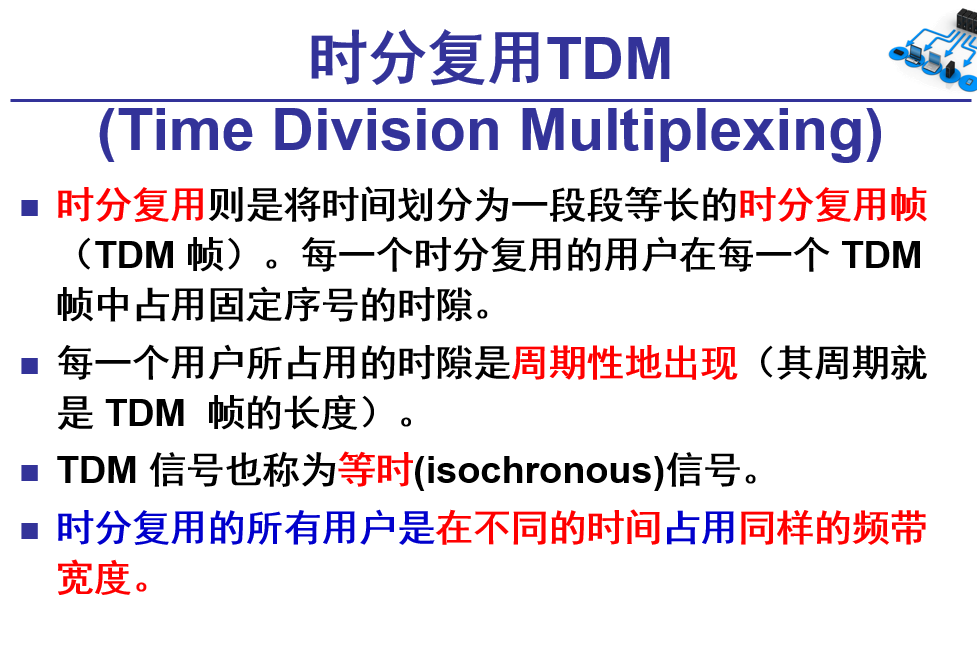 时分复用TDM
(Time Division Multiplexing)
时分复用则是将时间划分为一段段等长的时分复用帧
（TDM 帧）。每一个时分复用的用户在每一个 TDM
帧中占用固定序号的时隙。
每一个用户所占用的时隙是周期性地出现（其周期就
是 TDM 帧的长度）。
TDM 信号也称为等时(isochronous)信号。
时分复用的所有用户是在不同的时间占用同样的频带
宽度。